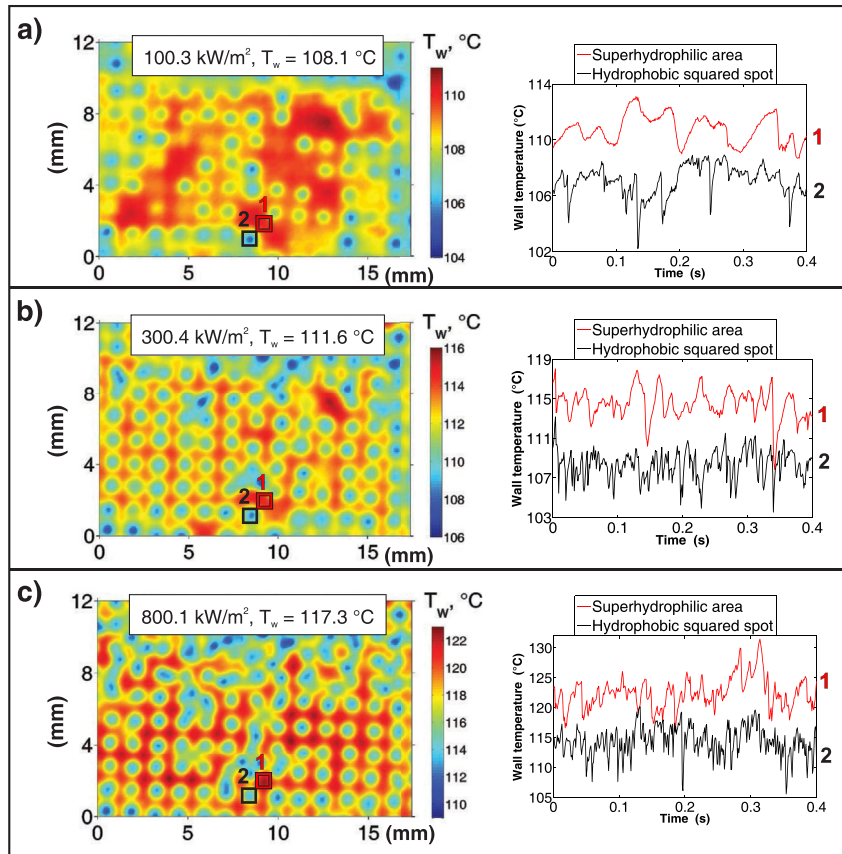 a)
100.3 kW/m², T_w = 108.1 °C
T_w, °C
12
8
4
0
(mm)
0 5 10 15 (mm)
110
108
106
104
1
2
Superhydrophilic area
Hydrophobic squared spot
Wall temperature (°C)
114
110
106
102
0 0.1 0.2 0.3 0.4
Time (s)
1
2
b)
300.4 kW/m², T_w = 111.6 °C
T_w, °C
12
8
4
0
(mm)
0 5 10 15 (mm)
116
114
112
110
108
106
1
2
Superhydrophilic area
Hydrophobic squared spot
Wall temperature (°C)
119
115
111
107
103
0 0.1 0.2 0.3 0.4
Time (s)
1
2
c)
800.1 kW/m², T_w = 117.3 °C
T_w, °C
12
8
4
0
(mm)
0 5 10 15 (mm)
122
120
118
116
114
112
110
1
2
Superhydrophilic area
Hydrophobic squared spot
Wall temperature (°C)
130
125
120
115
110
105
0 0.1 0.2 0.3 0.4
Time (s)
1
2